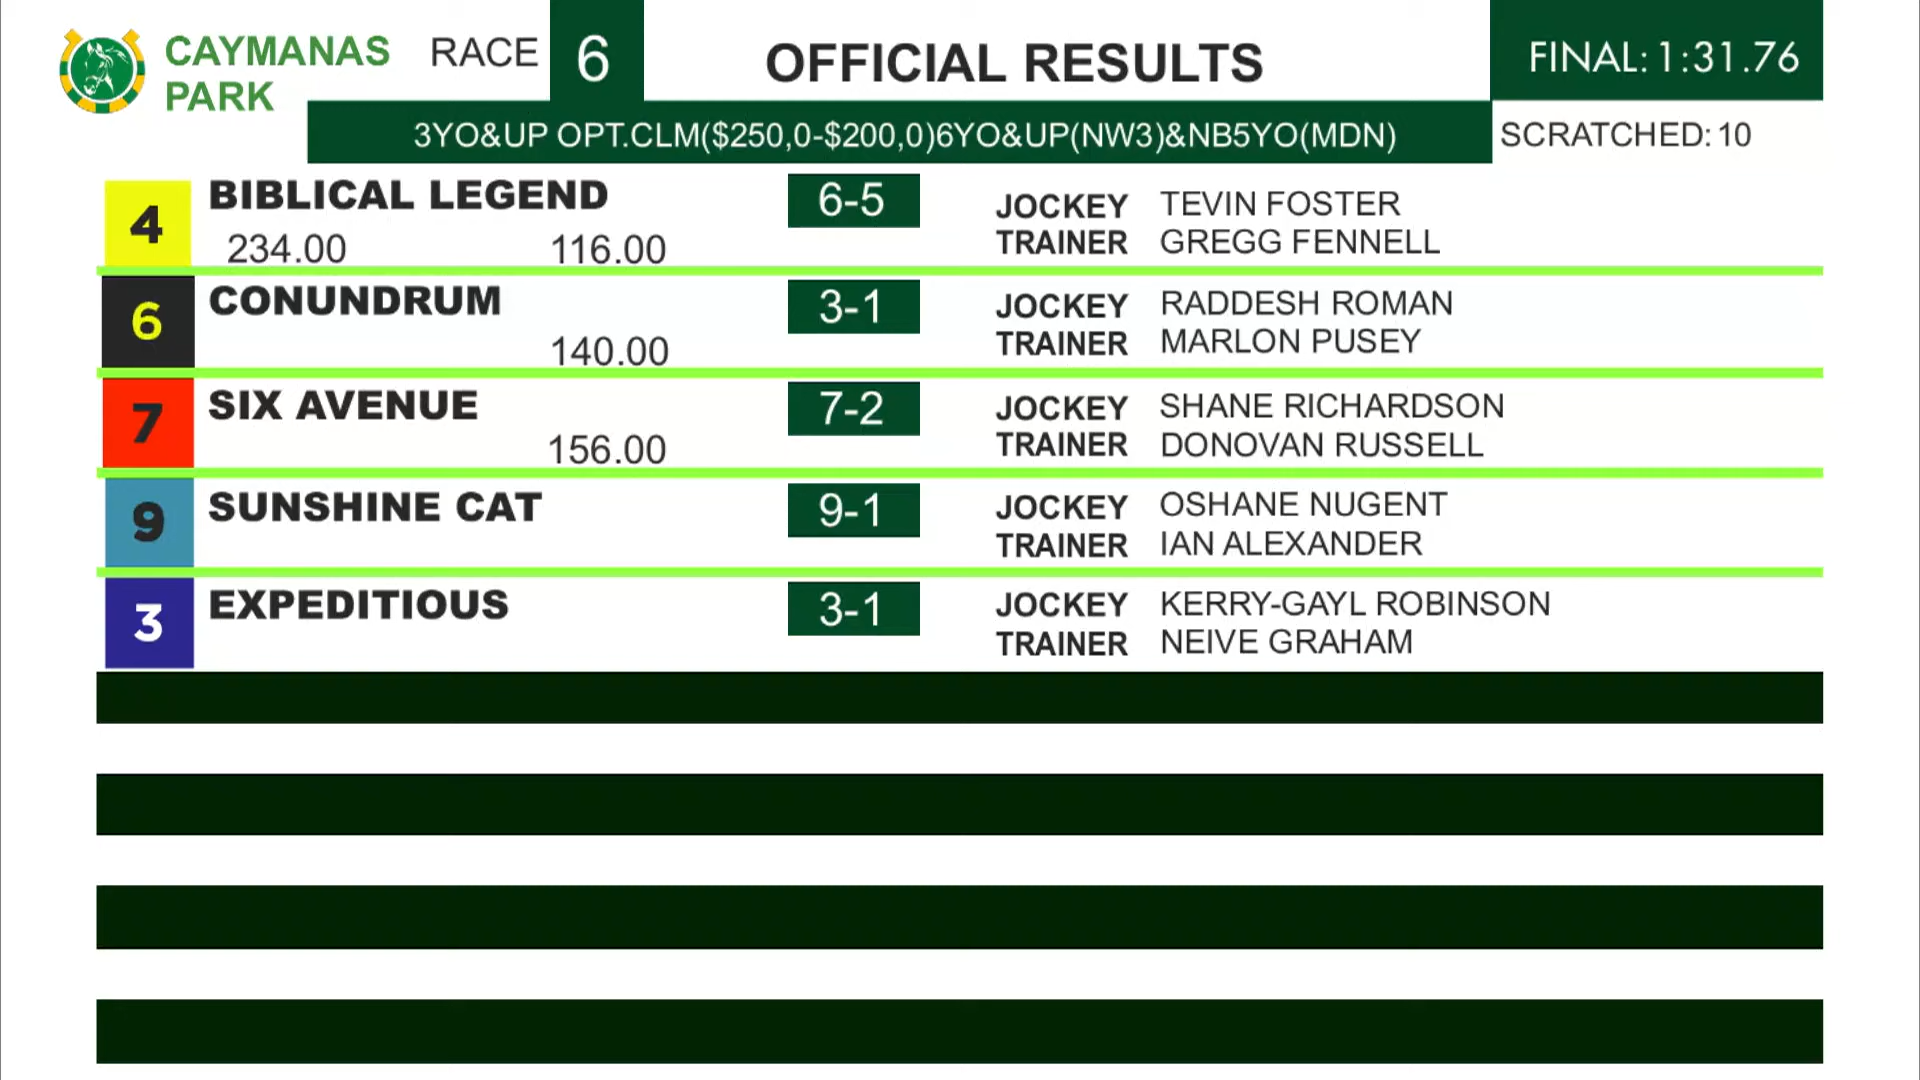 CAYMANAS
PARK
RACE 6
OFFICIAL RESULTS
FINAL: 1:31.76
3YO&UP OPT.CLM($250,0-$200,0)6YO&UP(NW3)&NB5YO(MDN)
SCRATCHED: 10
4 BIBLICAL LEGEND 6-5 JOCKEY TEVIN FOSTER
234.00 116.00 TRAINER GREGG FENNELL
6 CONUNDRUM 3-1 JOCKEY RADDESH ROMAN
140.00 TRAINER MARLON PUSEY
7 SIX AVENUE 7-2 JOCKEY SHANE RICHARDSON
156.00 TRAINER DONOVAN RUSSELL
9 SUNSHINE CAT 9-1 JOCKEY OSHANE NUGENT
TRAINER IAN ALEXANDER
3 EXPEDITIOUS 3-1 JOCKEY KERRY-GAYL ROBINSON
TRAINER NEIVE GRAHAM